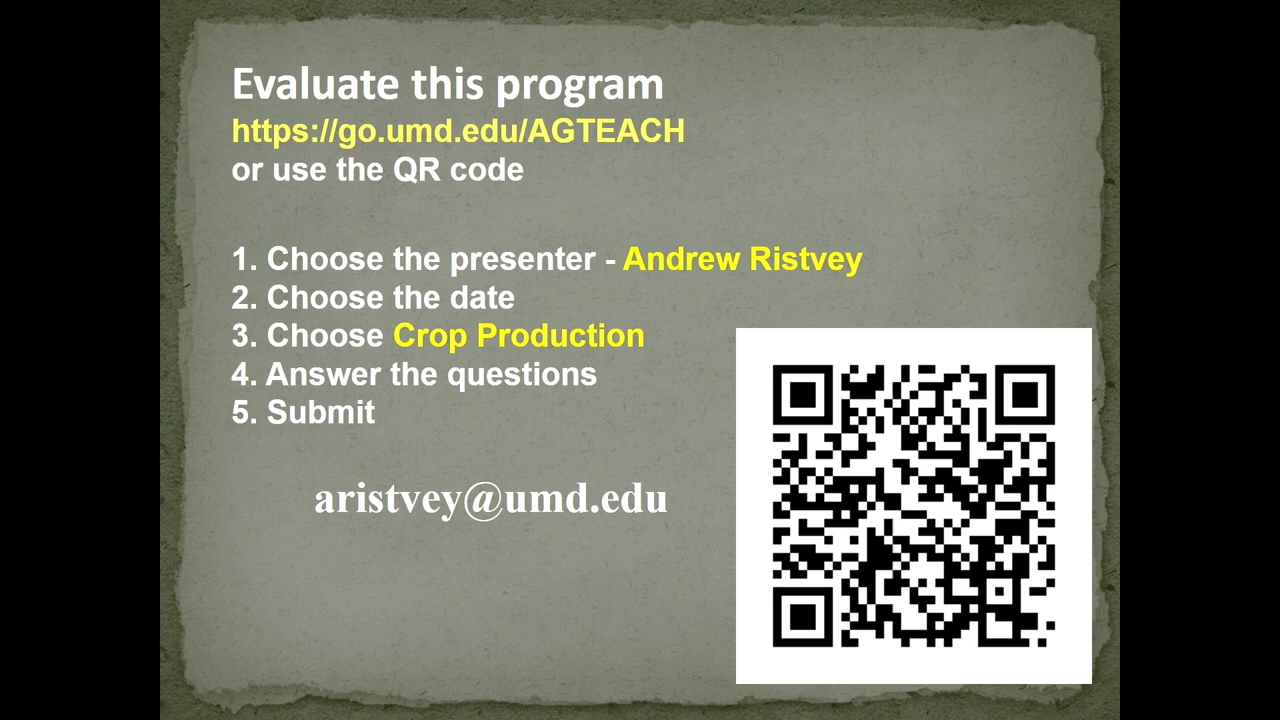 Evaluate this program
https://go.umd.edu/AGTEACH
or use the QR code
1. Choose the presenter - Andrew Ristvey
2. Choose the date
3. Choose Crop Production
4. Answer the questions
5. Submit
aristvey@umd.edu